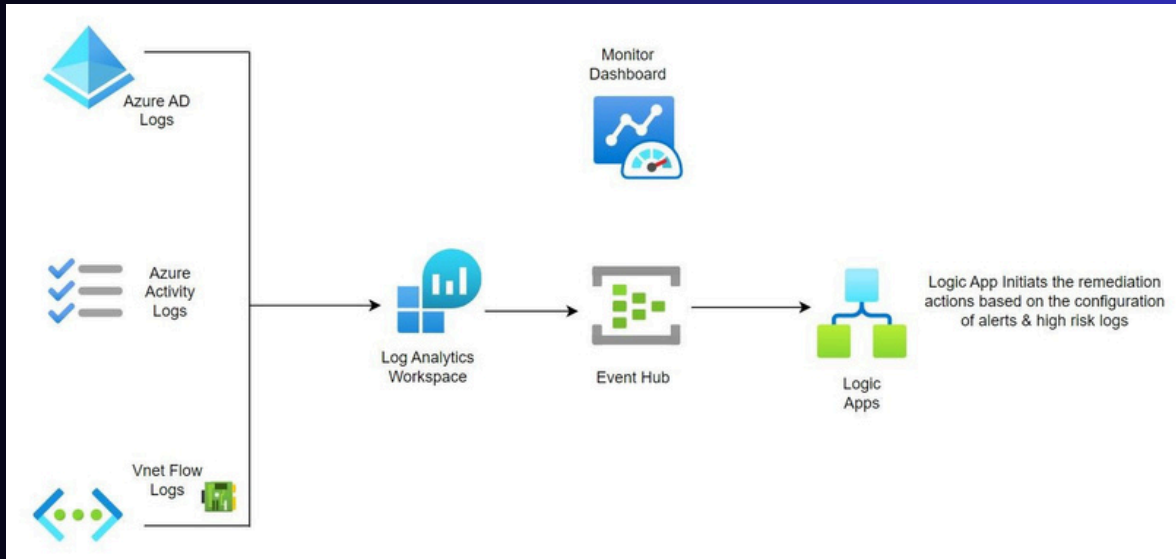 Azure AD
Logs
Monitor
Dashboard
Azure
Activity
Logs
Log Analytics
Workspace
Event Hub
Logic
Apps
Logic App Initiats the remediation
actions based on the configuration
of alerts & high risk logs
Vnet Flow
Logs